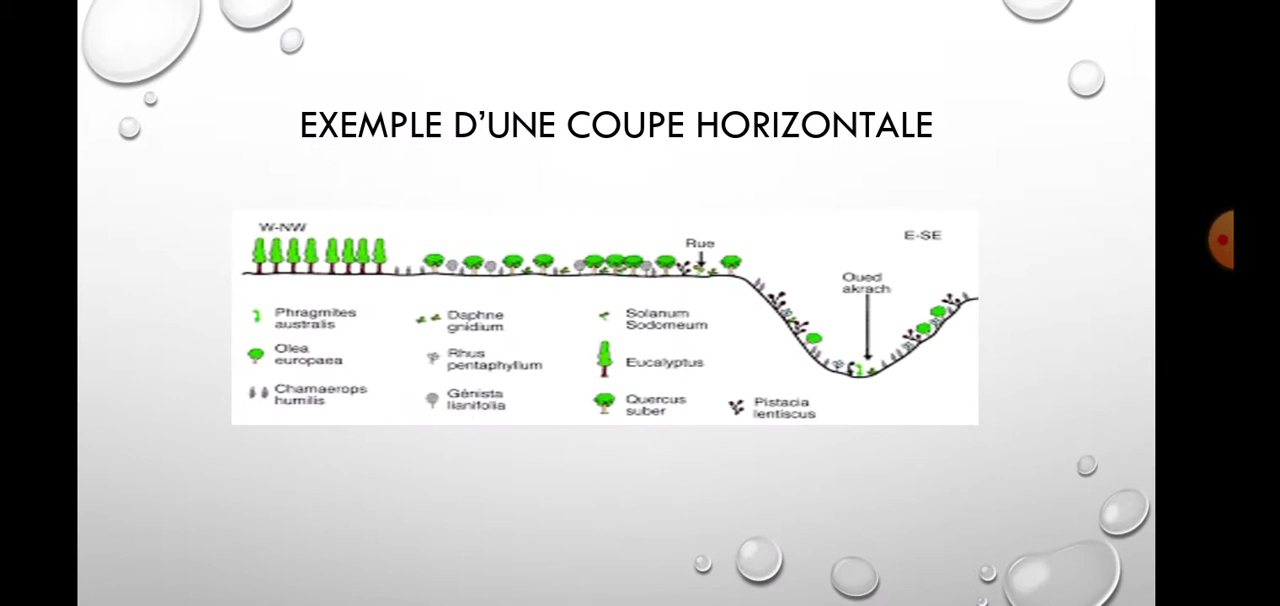 EXEMPLE D’UNE COUPE HORIZONTALE
W-NW
E-SE
Rue
Oued
akrach
Phragmites
australis
Olea
europaea
Chamaerops
humilis
Daphne
gnidium
Rhus
pentaphyllum
Génista
lianifolia
Solanum
Sodomeum
Eucalyptus
Quercus
suber
Pistacia
lentiscus